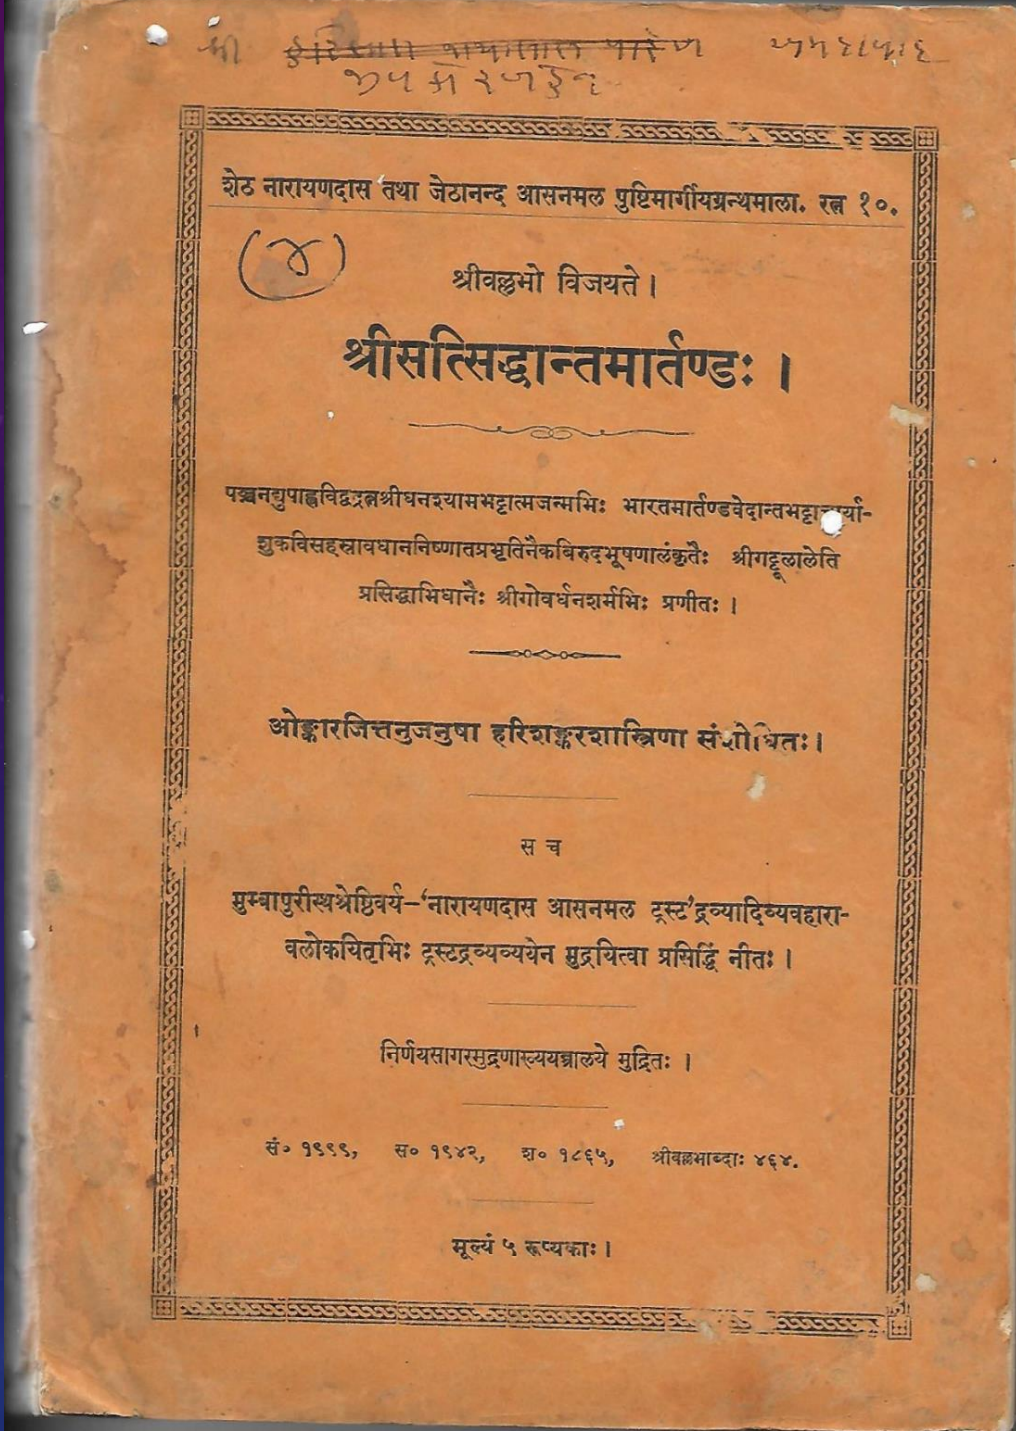 श्री
शेठ नारायणदास तथा जेठानन्द आसनमल पुष्टिमार्गीयग्रन्थमाला. रत्न १०.
(४)
श्रीवल्लभो विजयते ।
श्रीसत्सिद्धान्तमार्तण्डः ।
पञ्चनद्युपाह्वविद्वद्रत्नश्रीघनश्यामभट्टात्मजन्मभिः भारतमार्तण्डवेदान्तभट्टाचार्या-
शुकविसहस्रावधाननिष्णातप्रभृतिनैकबिरुदभूषणालंकृतैः श्रीगट्टूलालेति
प्रसिद्धाभिधानैः श्रीगोवर्धनशर्मभिः प्रणीतः ।
ओङ्कारजित्तनुजनुषा हरिशङ्करशास्त्रिणा संशोधितः ।
स च
मुम्बापुरीस्थश्रेष्ठिवर्य–‘नारायणदास आसनमल ट्रस्ट’द्रव्यादिव्यवहारा-
वलोकयितृभिः ट्रस्टद्रव्यव्ययेन मुद्रयित्वा प्रसिद्धिं नीतः ।
निर्णयसागरमुद्रणाख्ययन्त्रालये मुद्रितः ।
सं० १९९९, स० १९४२, श० १८६५, श्रीवल्लभाब्दाः ४६४.
मूल्यं ५ रूप्यकाः ।